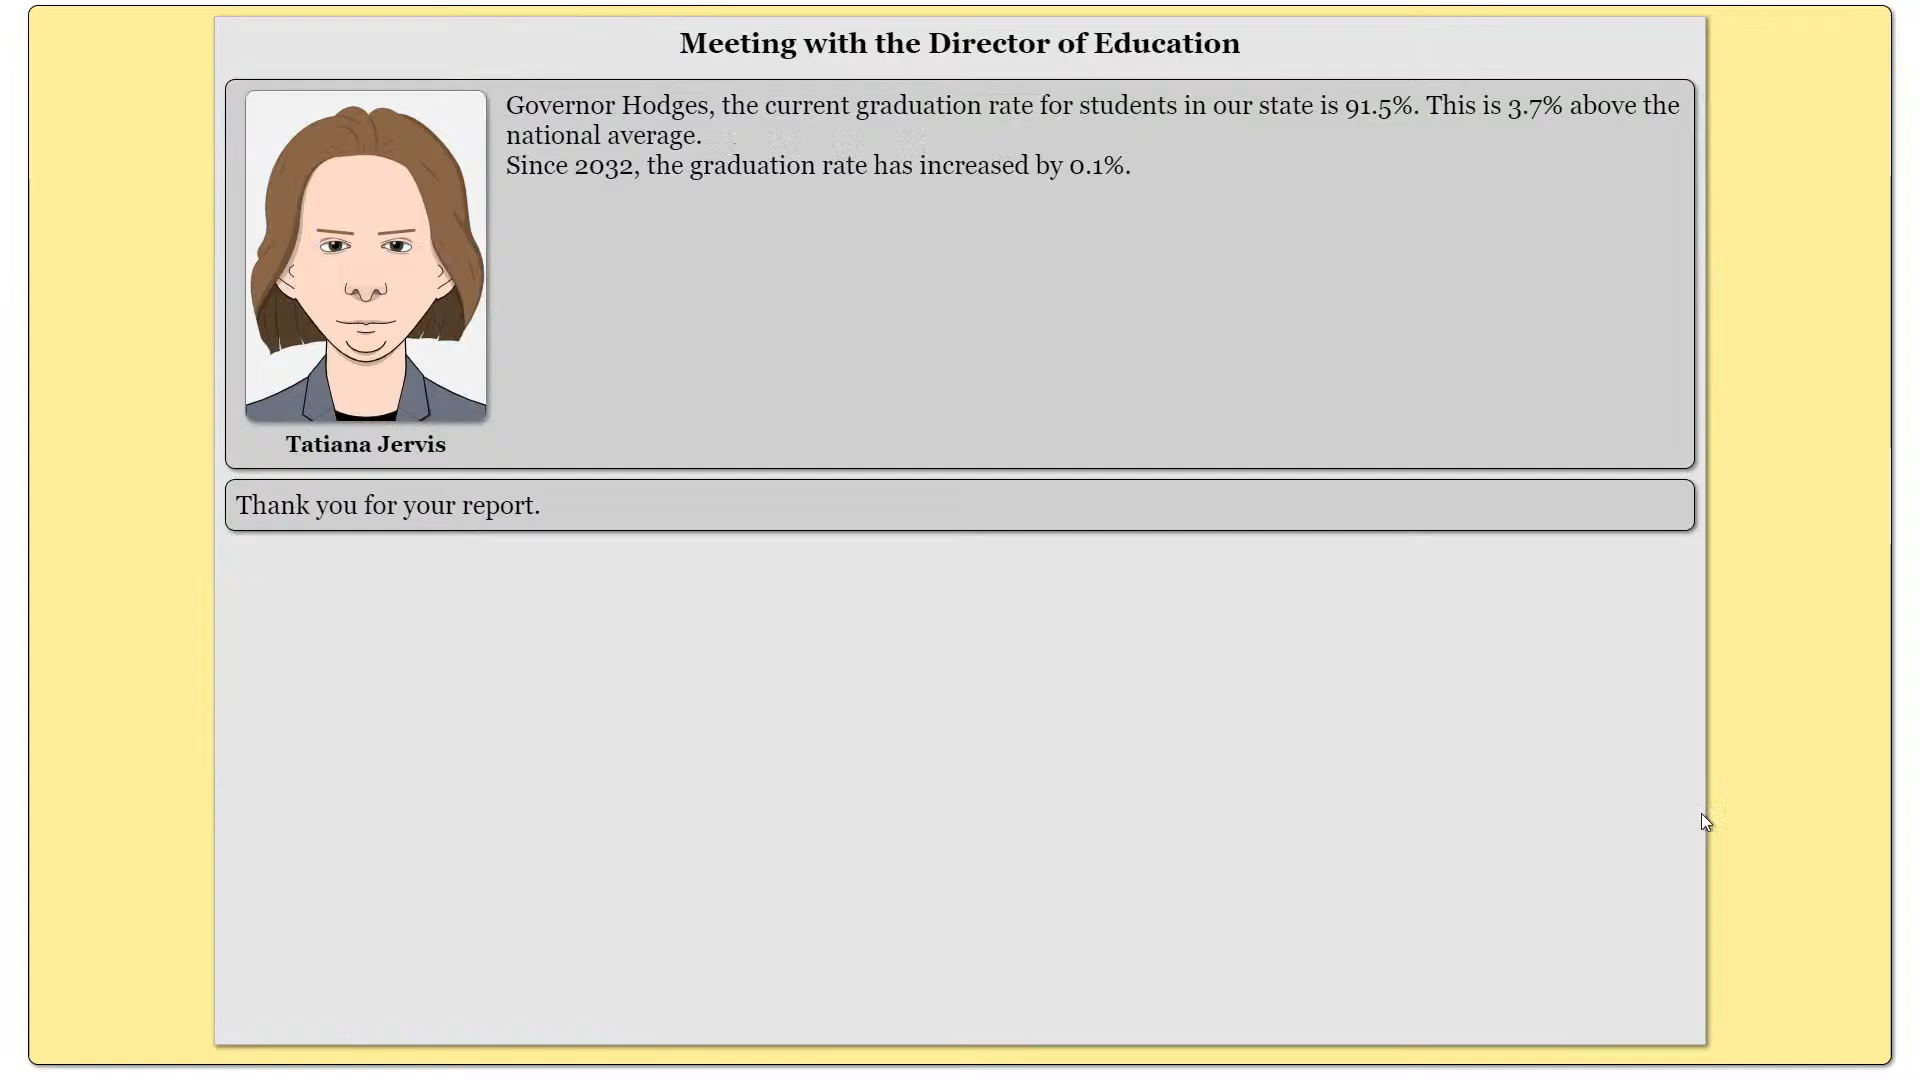 Meeting with the Director of Education
Governor Hodges, the current graduation rate for students in our state is 91.5%. This is 3.7% above the
national average.
Since 2032, the graduation rate has increased by 0.1%.
Tatiana Jervis
Thank you for your report.